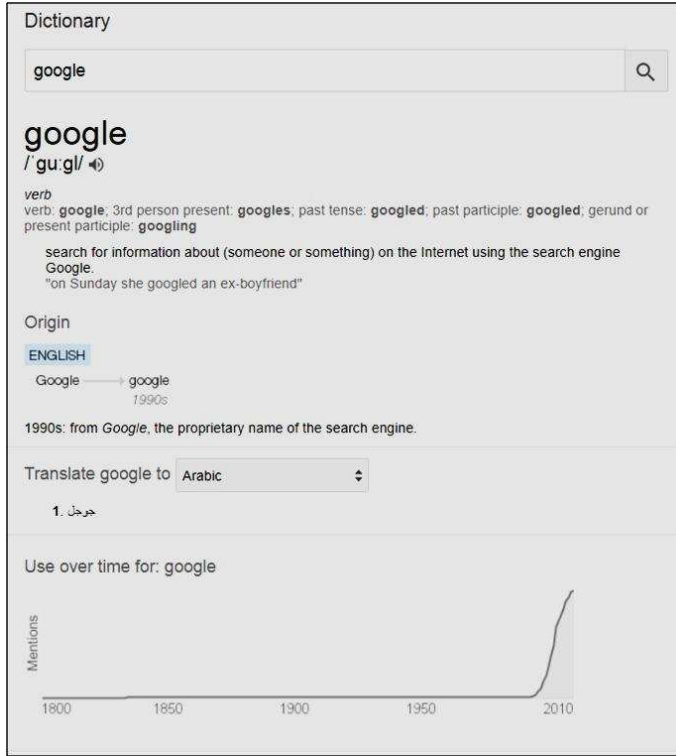 Dictionary
google
google
/ˈɡuːɡl/
verb
verb: google; 3rd person present: googles; past tense: googled; past participle: googled; gerund or
present participle: googling
search for information about (someone or something) on the Internet using the search engine
Google.
"on Sunday she googled an ex-boyfriend"
Origin
ENGLISH
Google google
1990s
1990s: from Google, the proprietary name of the search engine.
Translate google to Arabic
1. جوجل
Use over time for: google
Mentions
1800 1850 1900 1950 2010